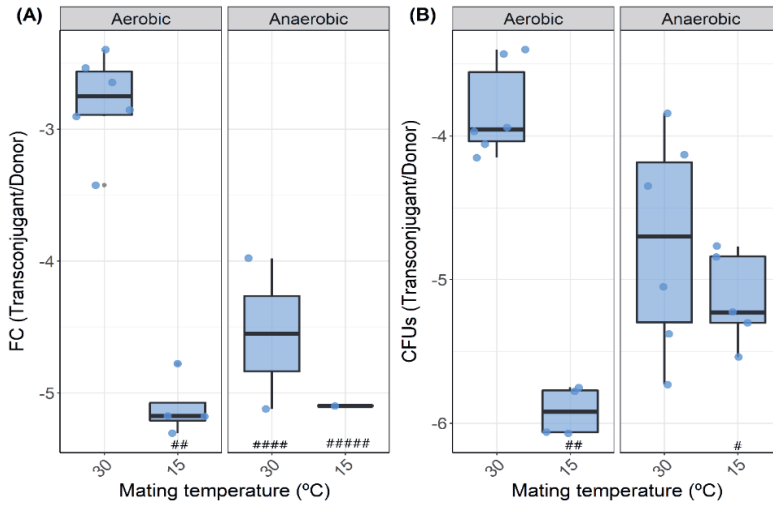 (A)
Aerobic
Anaerobic
FC (Transconjugant/Donor)
-3
-4
-5
##
####
#####
30
15
30
15
Mating temperature (ºC)
(B)
Aerobic
Anaerobic
CFUs (Transconjugant/Donor)
-4
-5
-6
##
#
30
15
30
15
Mating temperature (ºC)